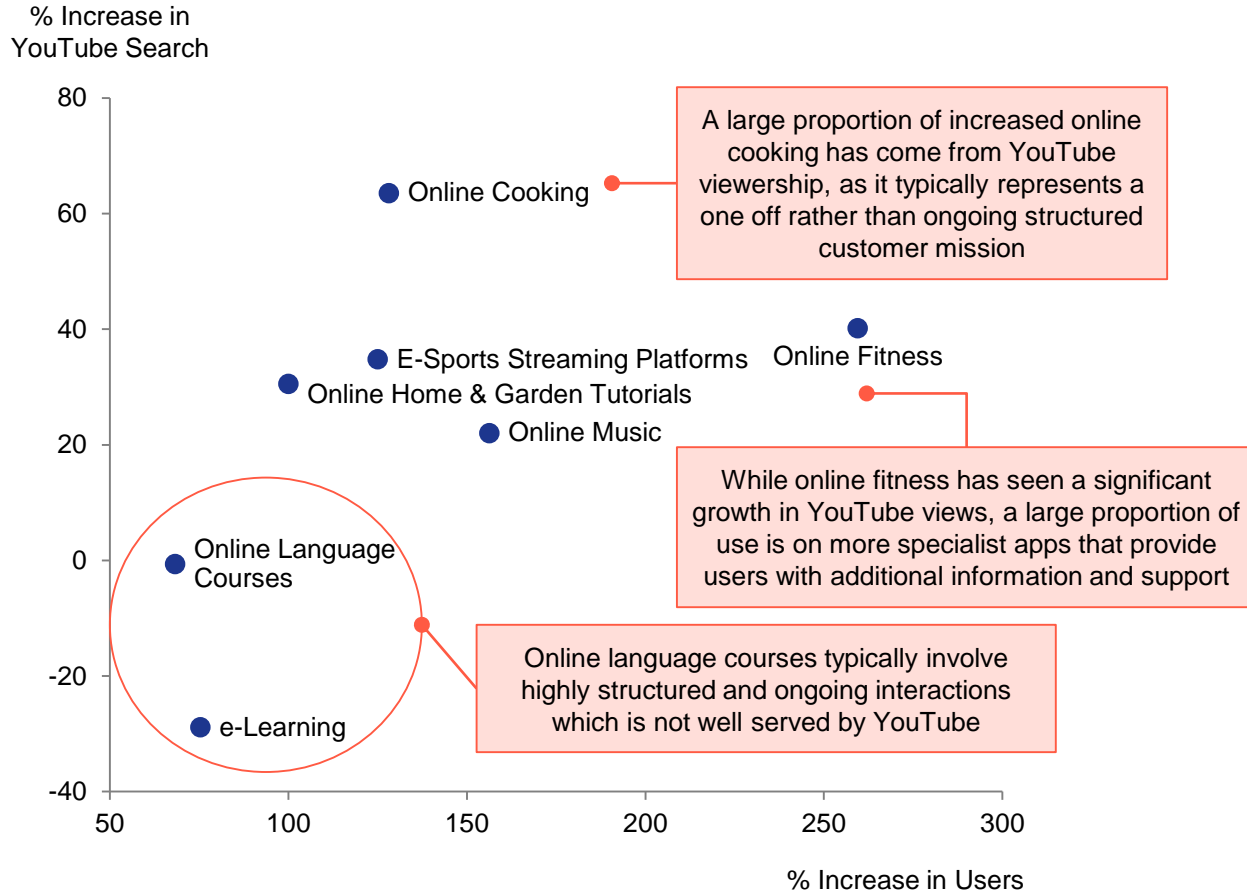 % Increase in
YouTube Search
80
60
40
20
0
-20
-40
50
100
150
200
250
300
% Increase in Users
Online Cooking
A large proportion of increased online
cooking has come from YouTube
viewership, as it typically represents a
one off rather than ongoing structured
customer mission
E-Sports Streaming Platforms
Online Fitness
Online Home & Garden Tutorials
Online Music
While online fitness has seen a significant
growth in YouTube views, a large proportion of
use is on more specialist apps that provide
users with additional information and support
Online Language
Courses
Online language courses typically involve
highly structured and ongoing interactions
which is not well served by YouTube
e-Learning